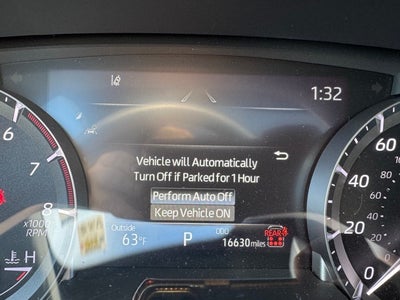 1:32
Vehicle will Automatically
Turn Off if Parked for 1 Hour
Perform Auto Off
Keep Vehicle ON
6
7
8
x1000
RPM
H
Outside
63°F
P
ODO
16630 miles
REAR
80
60
40
20
0